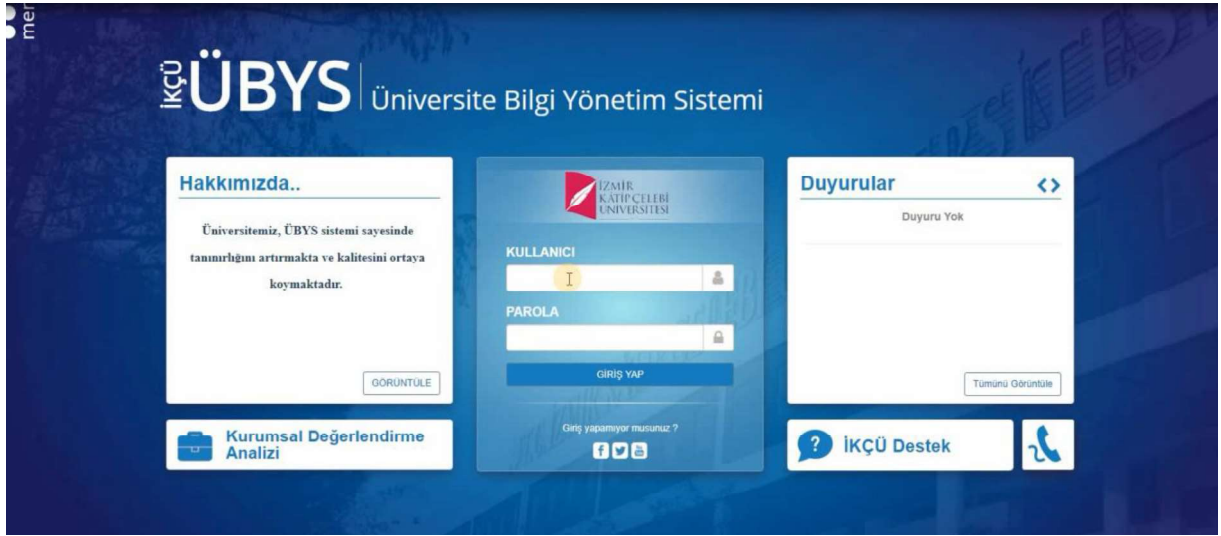 İKÇÜ ÜBYS Üniversite Bilgi Yönetim Sistemi
Hakkımızda..
Üniversitemiz, ÜBYS sistemi sayesinde
tanınırlığını artırmakta ve kalitesini ortaya
koymaktadır.
GÖRÜNTÜLE
Kurumsal Değerlendirme
Analizi
İZMİR
KÂTİP ÇELEBİ
ÜNİVERSİTESİ
KULLANICI
PAROLA
GİRİŞ YAP
Giriş yapamıyor musunuz ?
Duyurular
Duyuru Yok
Tümünü Görüntüle
İKÇÜ Destek